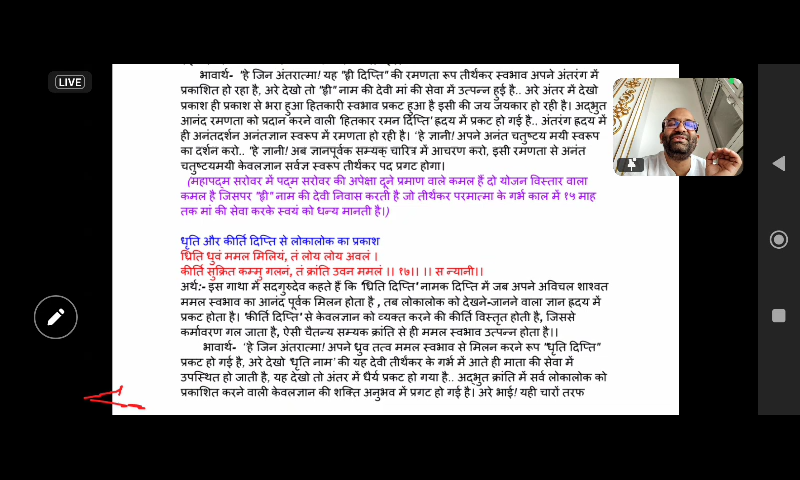 LIVE
भावार्थ- "हे जिन अंतरात्मा! यह "ह्री दिप्ति" की रमणता रूप तीर्थंकर स्वभाव अपने अंतरंग में
प्रकाशित हो रहा है, अरे देखो तो "ह्री" नाम की देवी मां की सेवा में उत्पन्न हुई है.. अरे अंतर में देखो
प्रकाश ही प्रकाश से भरा हुआ हितकारी स्वभाव प्रकट हुआ है इसी की जय जयकार हो रही है। अद्भुत
आनंद रमणता को प्रदान करने वाली 'हितकार रमन दिप्ति' हृदय में प्रकट हो गई है.. अंतरंग हृदय में
ही अनंतदर्शन अनंतज्ञान स्वरूप में रमणता हो रही है। 'हे ज्ञानी! अपने अनंत चतुष्टय मयी स्वरूप
का दर्शन करो.. 'हे ज्ञानी! अब ज्ञानपूर्वक सम्यक् चारित्र में आचरण करो, इसी रमणता से अनंत
चतुष्टयमयी केवलज्ञान सर्वज्ञ स्वरूप तीर्थंकर पद प्रगट होगा।
(महापद्म सरोवर में पद्म सरोवर की अपेक्षा दूने प्रमाण वाले कमल हैं दो योजन विस्तार वाला
कमल है जिसपर "ह्री" नाम की देवी निवास करती है जो तीर्थंकर परमात्मा के गर्भ काल में १५ माह
तक मां की सेवा करके स्वयं को धन्य मानती है।)
धृति और कीर्ति दिप्ति से लोकालोक का प्रकाश
ध्रिति धुवं ममल मिलियं, तं लोय लोय अवलं ।
कीर्ति सुक्रित कम्मु गलनं, तं क्रांति उवन ममलं ।। १७।। ।। स न्यानी।।
अर्थ:- इस गाथा में सदगुरुदेव कहते हैं कि 'ध्रिति दिप्ति' नामक दिप्ति में जब अपने अविचल शाश्वत
ममल स्वभाव का आनंद पूर्वक मिलन होता है , तब लोकालोक को देखने-जानने वाला ज्ञान हृदय में
प्रकट होता है। 'कीर्ति दिप्ति' से केवलज्ञान को व्यक्त करने की कीर्ति विस्तृत होती है, जिससे
कर्मावरण गल जाता है, ऐसी चैतन्य सम्यक क्रांति से ही ममल स्वभाव उत्पन्न होता है।।
भावार्थ- 'हे जिन अंतरात्मा! अपने ध्रुव तत्व ममल स्वभाव से मिलन करने रूप "धृति दिप्ति"
प्रकट हो गई है, अरे देखो 'धृति नाम' की यह देवी तीर्थंकर के गर्भ में आते ही माता की सेवा में
उपस्थित हो जाती है, यह देखो तो अंतर में धैर्य प्रकट हो गया है.. अद्भुत क्रांति में सर्व लोकालोक को
प्रकाशित करने वाली केवलज्ञान की शक्ति अनुभव में प्रगट हो गई है। अरे भाई! यही चारों तरफ